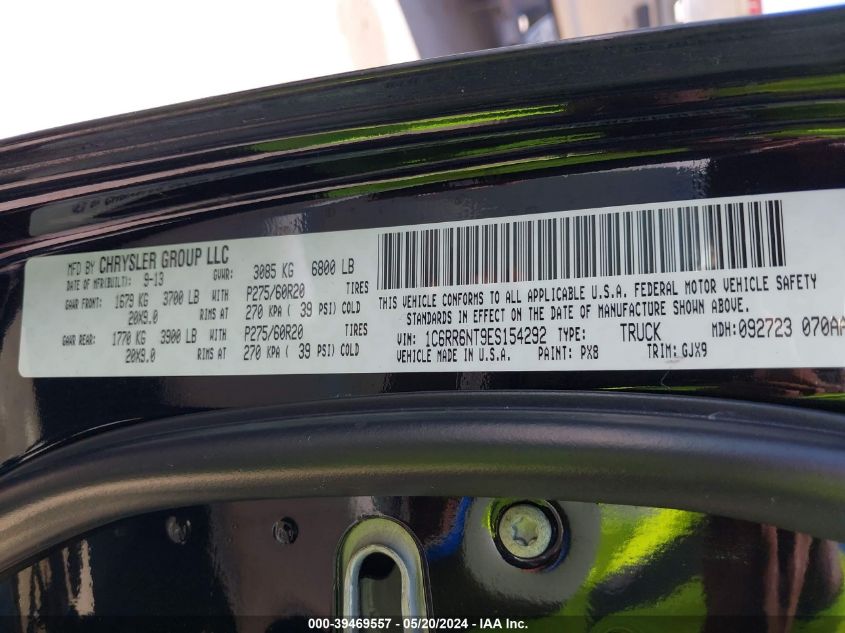 MFD BY CHRYSLER GROUP LLC
MFR(BUILT): 9-13 GVWR: 3085 KG 6800 LB
GAWR FRONT: 1679 KG 3700 LB WITH P275/60R20 TIRES
20X9.0 RIMS AT 270 KPA ( 39 PSI) COLD
GAWR REAR: 1770 KG 3900 LB WITH P275/60R20 TIRES
20X9.0 RIMS AT 270 KPA ( 39 PSI) COLD
THIS VEHICLE CONFORMS TO ALL APPLICABLE U.S.A. FEDERAL MOTOR VEHICLE SAFETY
STANDARDS IN EFFECT ON THE DATE OF MANUFACTURE SHOWN ABOVE.
VIN: 1C6RR6NT9ES154292 TYPE: TRUCK MDH:092723 070AA
VEHICLE MADE IN U.S.A. PAINT: PX8 TRIM: GJX9
000-39469557 - 05/20/2024 - IAA Inc.